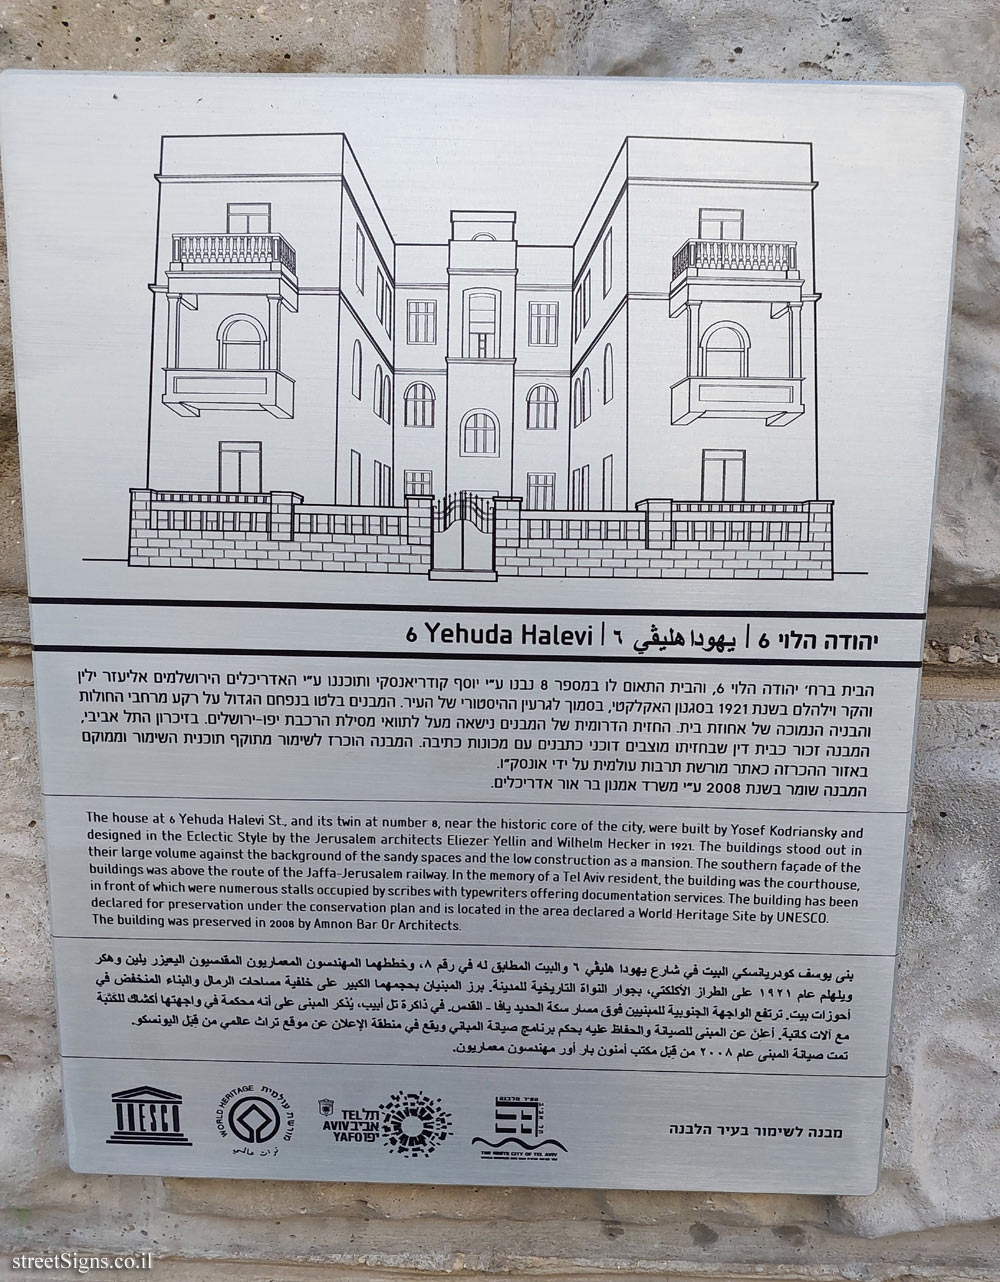 יהודה הלוי 6 | يهودا هليڤي ٦ | 6 Yehuda Halevi
הבית ברח' יהודה הלוי 6, והבית התאום לו במספר 8 נבנו ע"י יוסף קודריאנסקי ותוכננו ע"י האדריכלים הירושלמים אליעזר ילין
והקר וילהלם בשנת 1921 בסגנון האקלקטי, בסמוך לגרעין ההיסטורי של העיר. המבנים בלטו בנפחם הגדול על רקע מרחבי החולות
והבניה הנמוכה של אחוזת בית. החזית הדרומית של המבנים נישאה מעל לתוואי מסילת הרכבת יפו-ירושלים. בזיכרון התל אביבי,
המבנה זכור כבית דין שבחזיתו מוצבים דוכני כתבנים עם מכונות כתיבה. המבנה הוכרז לשימור מתוקף תוכנית השימור וממוקם
באזור ההכרזה כאתר מורשת תרבות עולמית על ידי אונסק"ו.
המבנה שומר בשנת 2008 ע"י משרד אמנון בר אור אדריכלים.
The house at 6 Yehuda Halevi St., and its twin at number 8, near the historic core of the city, were built by Yosef Kodriansky and
designed in the Eclectic Style by the Jerusalem architects Eliezer Yellin and Wilhelm Hecker in 1921. The buildings stood out in
their large volume against the background of the sandy spaces and the low construction as a mansion. The southern façade of the
buildings was above the route of the Jaffa-Jerusalem railway. In the memory of a Tel Aviv resident, the building was the courthouse,
in front of which were numerous stalls occupied by scribes with typewriters offering documentation services. The building has been
declared for preservation under the conservation plan and is located in the area declared a World Heritage Site by UNESCO.
The building was preserved in 2008 by Amnon Bar Or Architects.
بنى يوسف كودريانسكي البيت في شارع يهودا هليڤي ٦ والبيت المطابق له في رقم ٨، وخططهما المهندسون المعماريون المقدسيون اليعيزر يلين وهكر
ويلهلم عام ١٩٢١ على الطراز الأكلكتي، بجوار النواة التاريخية للمدينة. برز المبنيان بحجمهما الكبير على خلفية مساحات الرمال والبناء المنخفض في
أحوزات بيت. ترتفع الواجهة الجنوبية للمبنيين فوق مسار سكة الحديد يافا - القدس. في ذاكرة تل أبيب، يُذكر المبنى على أنه محكمة في واجهتها أكشاك للكَتَبة
مع آلات كاتبة. أعلن عن المبنى للصيانة والحفاظ عليه بحكم برنامج صيانة المباني ويقع في منطقة الإعلان عن موقع تراث عالمي من قبل اليونسكو.
تمت صيانة المبنى عام ٢٠٠٨ من قبل مكتب أمنون بار أور مهندسون معماريون.
UNESCO
WORLD HERITAGE מורשת עולמית تراث عالمي
TEL AVIV YAFO תל אביב יפו
העיר הלבנה תל אביב
THE WHITE CITY OF TEL AVIV
מבנה לשימור בעיר הלבנה
streetSigns.co.il